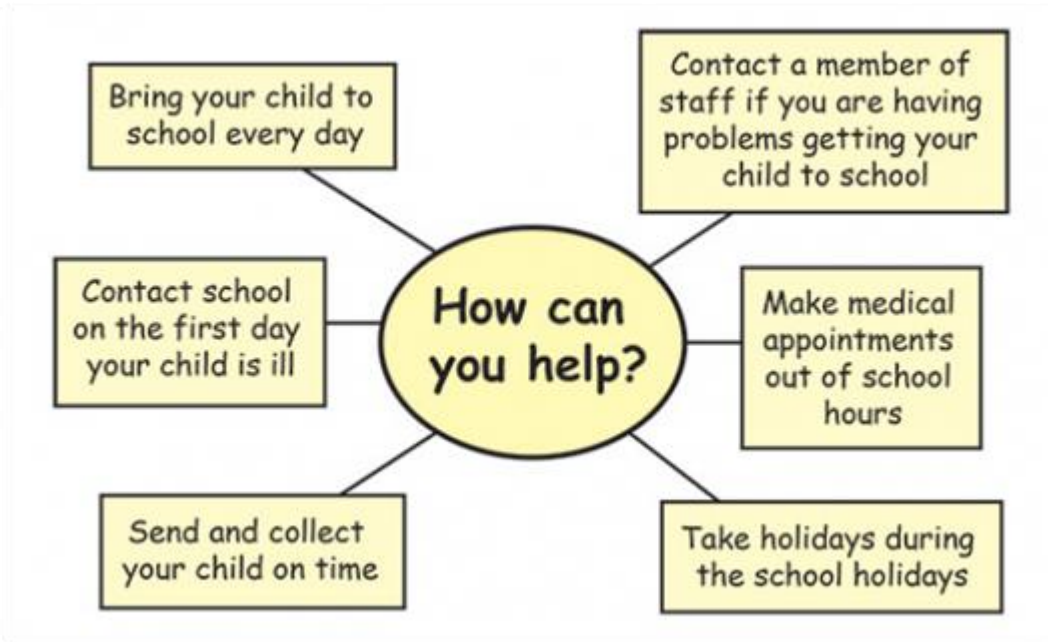 Bring your child to
school every day
Contact a member of
staff if you are having
problems getting your
child to school
Contact school
on the first day
your child is ill
How can
you help?
Make medical
appointments
out of school
hours
Send and collect
your child on time
Take holidays during
the school holidays